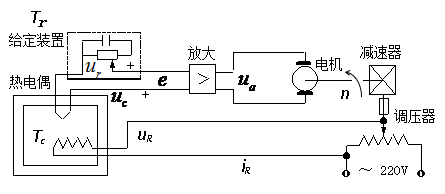 Tr
给定装置
ur
+
热电偶
e
uc
+
放大
>
ua
电机
n
减速器
调压器
Tc
uR
iR
~ 220V